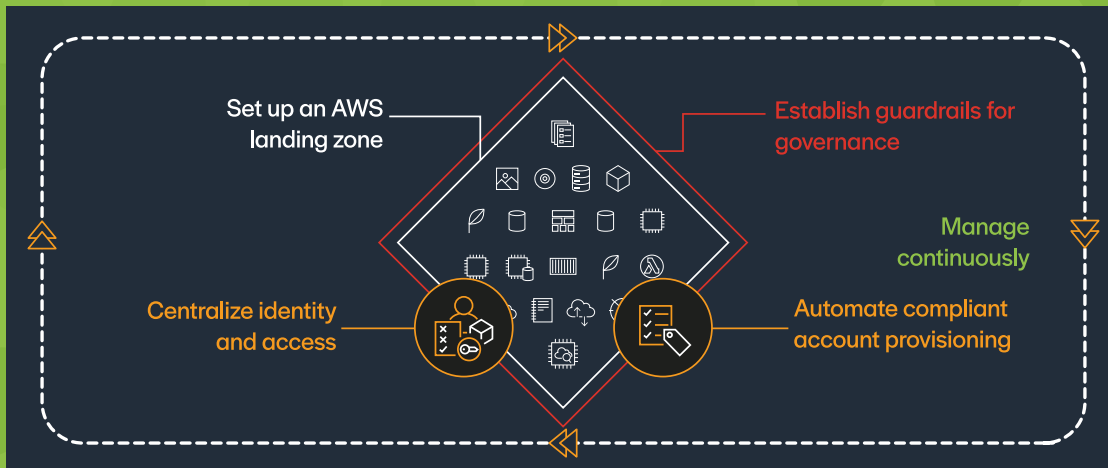 Set up an AWS
landing zone
Establish guardrails for
governance
Manage
continuously
Centralize identity
and access
Automate compliant
account provisioning